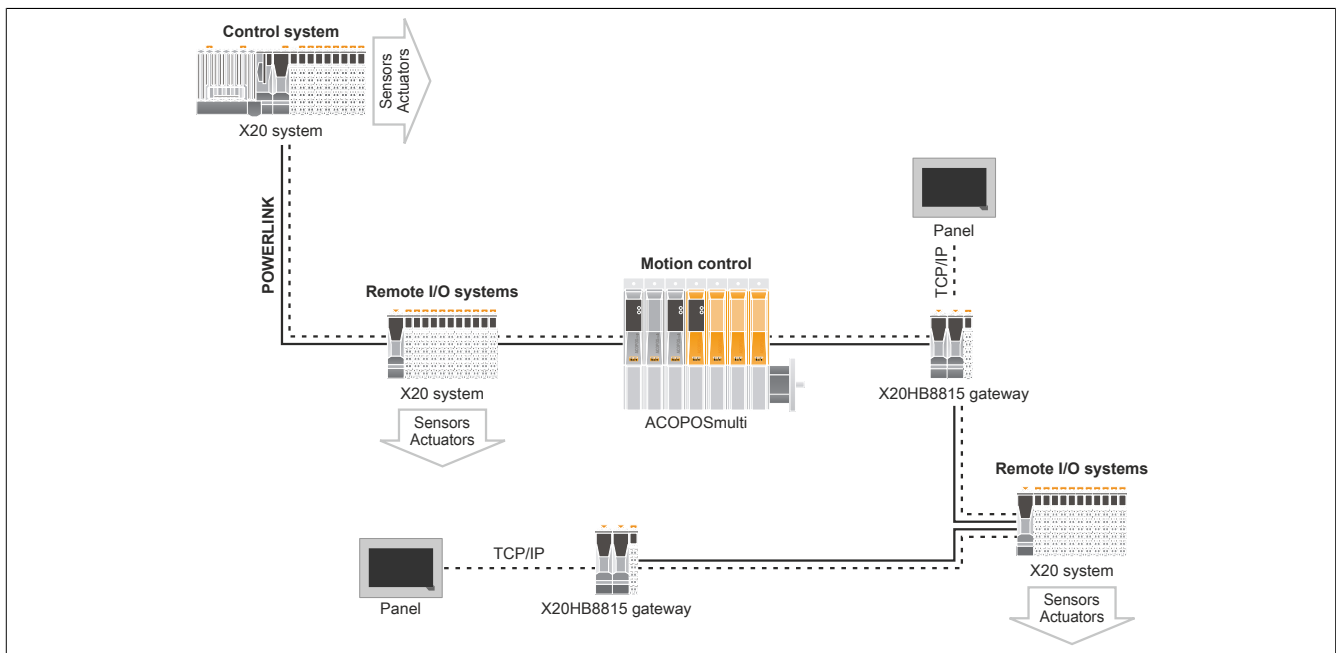 Control system
Sensors
Actuators
X20 system
POWERLINK
Panel
TCP/IP
Motion control
Remote I/O systems
X20 system
Sensors
Actuators
ACOPOSmulti
X20HB8815 gateway
Remote I/O systems
X20 system
Sensors
Actuators
TCP/IP
Panel
X20HB8815 gateway